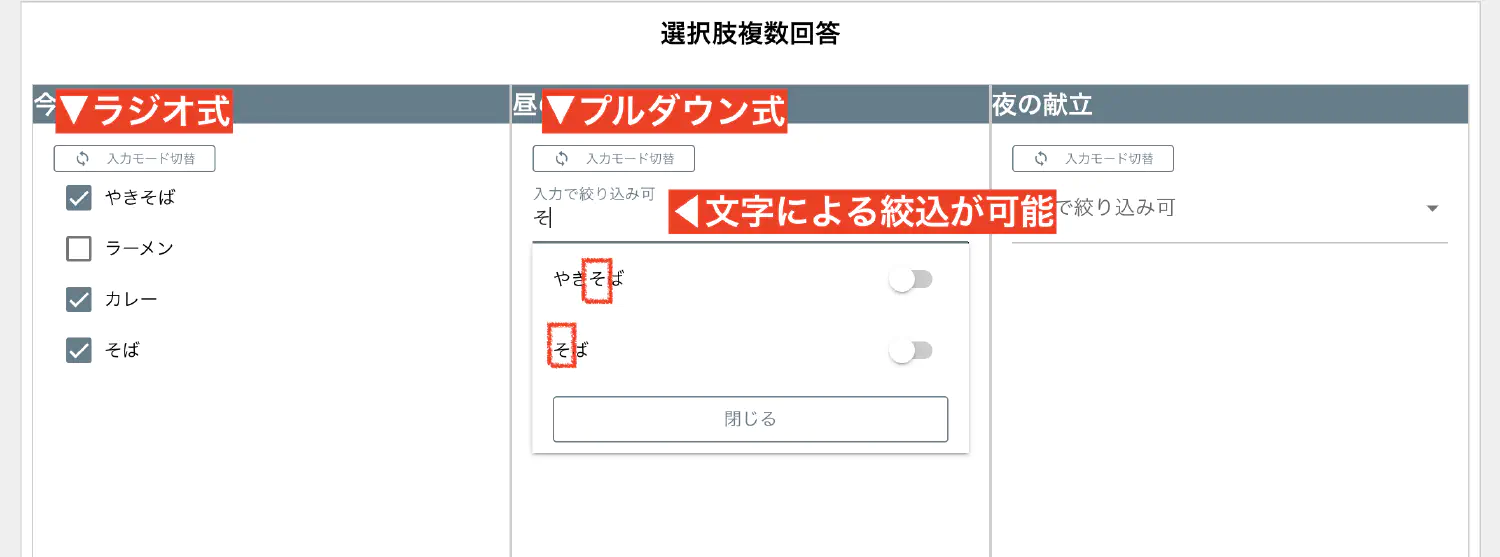 選択肢複数回答
今
▼ラジオ式
入力モード切替
やきそば
ラーメン
カレー
そば
昼
▼プルダウン式
入力モード切替
入力で絞り込み可
そ
◀文字による絞込が可能
やきそば
そば
閉じる
夜の献立
入力モード切替
で絞り込み可